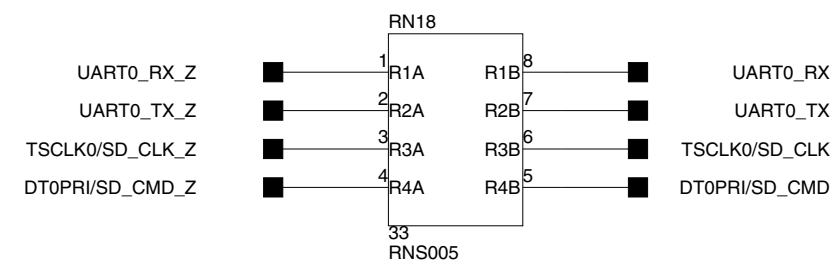 RN18
UART0_RX_Z 1 R1A R1B 8 UART0_RX
UART0_TX_Z 2 R2A R2B 7 UART0_TX
TSCLK0/SD_CLK_Z 3 R3A R3B 6 TSCLK0/SD_CLK
DT0PRI/SD_CMD_Z 4 R4A R4B 5 DT0PRI/SD_CMD
33
RNS005